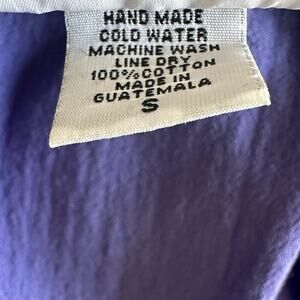 HAND MADE
COLD WATER
MACHINE WASH
LINE DRY
100% COTTON
MADE IN
GUATEMALA
S